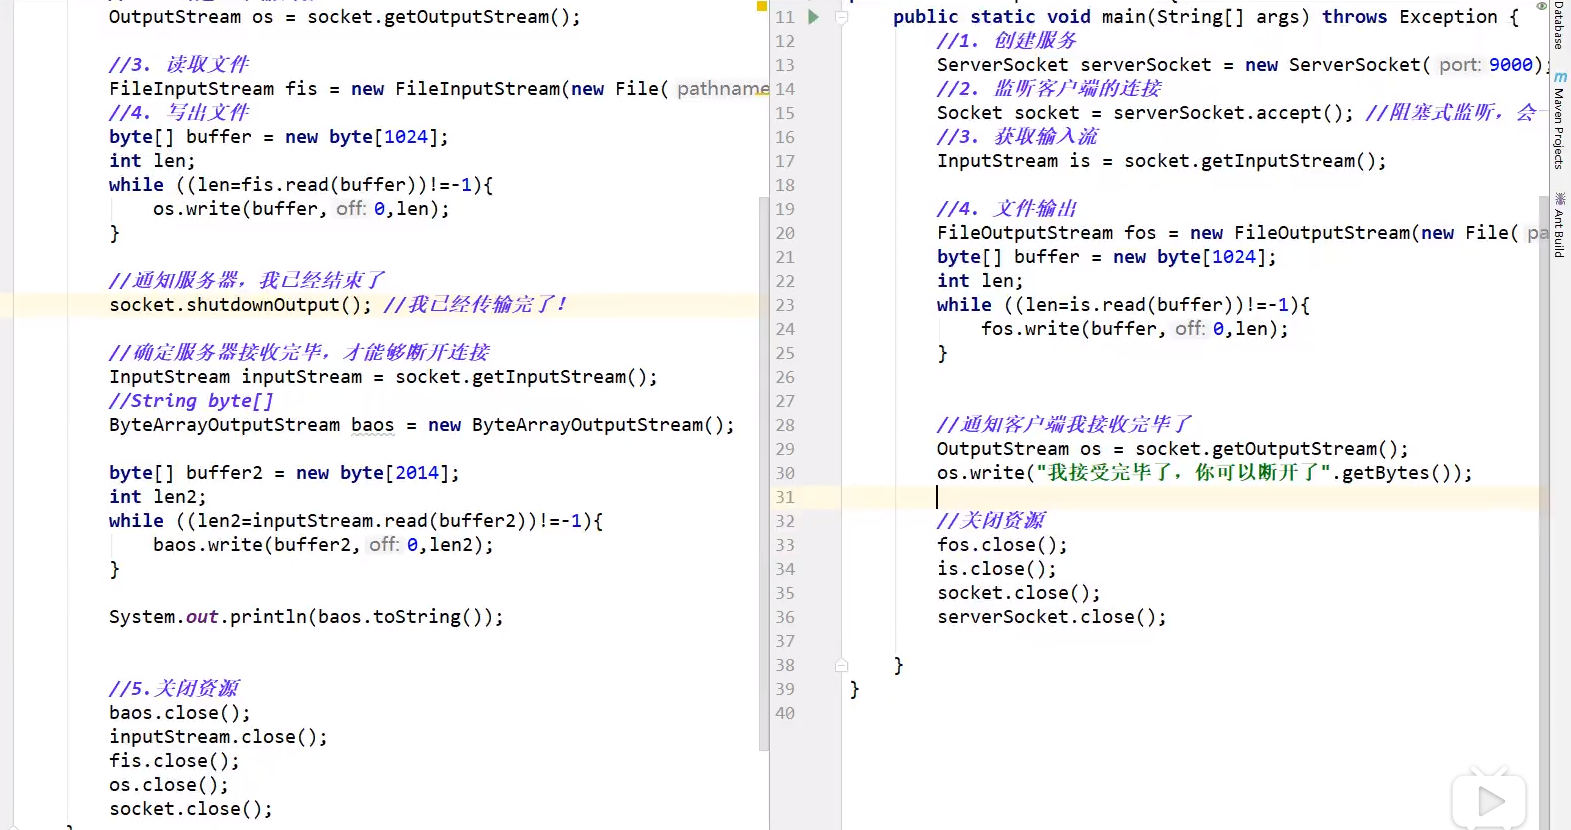 OutputStream os = socket.getOutputStream();
//3. 读取文件
FileInputStream fis = new FileInputStream(new File( pathname
//4. 写出文件
byte[] buffer = new byte[1024];
int len;
while ((len=fis.read(buffer))!=-1){
os.write(buffer, off: 0,len);
}
//通知服务器，我已经结束了
socket.shutdownOutput(); //我已经传输完了！
//确定服务器接收完毕，才能够断开连接
InputStream inputStream = socket.getInputStream();
//String byte[]
ByteArrayOutputStream baos = new ByteArrayOutputStream();
byte[] buffer2 = new byte[2014];
int len2;
while ((len2=inputStream.read(buffer2))!=-1){
baos.write(buffer2, off: 0,len2);
}
System.out.println(baos.toString());
//5.关闭资源
baos.close();
inputStream.close();
fis.close();
os.close();
socket.close();
11 public static void main(String[] args) throws Exception {
12 //1. 创建服务
13 ServerSocket serverSocket = new ServerSocket( port: 9000);
14 //2. 监听客户端的连接
15 Socket socket = serverSocket.accept(); //阻塞式监听，会
16 //3. 获取输入流
17 InputStream is = socket.getInputStream();
18
19 //4. 文件输出
20 FileOutputStream fos = new FileOutputStream(new File( pa
21 byte[] buffer = new byte[1024];
22 int len;
23 while ((len=is.read(buffer))!=-1){
24 fos.write(buffer, off: 0,len);
25 }
26
27
28 //通知客户端我接收完毕了
29 OutputStream os = socket.getOutputStream();
30 os.write("我接受完毕了，你可以断开了".getBytes());
31
32 //关闭资源
33 fos.close();
34 is.close();
35 socket.close();
36 serverSocket.close();
37
38 }
39 }
40
Database
Maven Projects
Ant Build